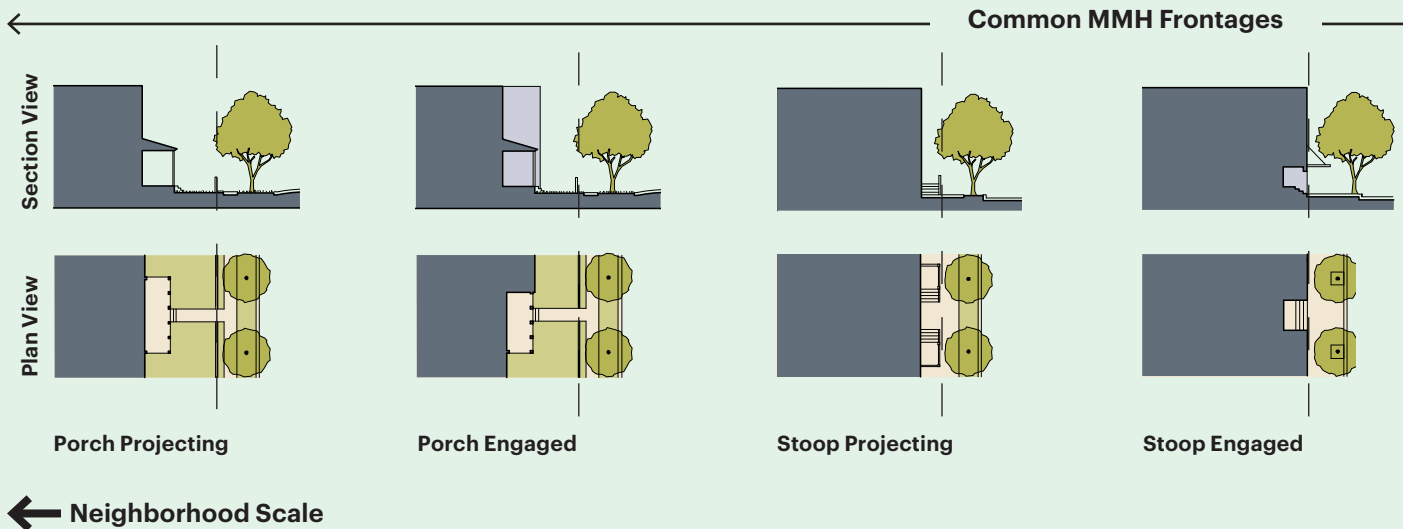 Common MMH Frontages
Section View
Plan View
Porch Projecting
Porch Engaged
Stoop Projecting
Stoop Engaged
Neighborhood Scale